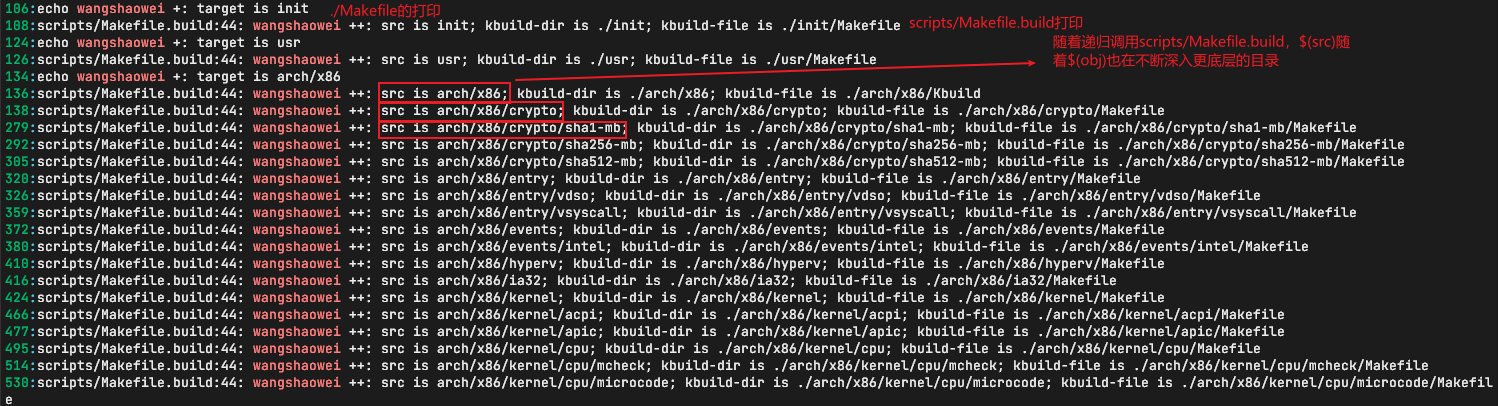 106:echo wangshaowei +: target is init ./Makefile的打印
108:scripts/Makefile.build:44: wangshaowei ++: src is init; kbuild-dir is ./init; kbuild-file is ./init/Makefile scripts/Makefile.build打印
124:echo wangshaowei +: target is usr 随着递归调用scripts/Makefile.build，$(src)随
126:scripts/Makefile.build:44: wangshaowei ++: src is usr; kbuild-dir is ./usr; kbuild-file is ./usr/Makefile 着$(obj)也在不断深入更底层的目录
134:echo wangshaowei +: target is arch/x86
136:scripts/Makefile.build:44: wangshaowei ++: src is arch/x86; kbuild-dir is ./arch/x86; kbuild-file is ./arch/x86/Kbuild
138:scripts/Makefile.build:44: wangshaowei ++: src is arch/x86/crypto; kbuild-dir is ./arch/x86/crypto; kbuild-file is ./arch/x86/crypto/Makefile
279:scripts/Makefile.build:44: wangshaowei ++: src is arch/x86/crypto/sha1-mb; kbuild-dir is ./arch/x86/crypto/sha1-mb; kbuild-file is ./arch/x86/crypto/sha1-mb/Makefile
292:scripts/Makefile.build:44: wangshaowei ++: src is arch/x86/crypto/sha256-mb; kbuild-dir is ./arch/x86/crypto/sha256-mb; kbuild-file is ./arch/x86/crypto/sha256-mb/Makefile
305:scripts/Makefile.build:44: wangshaowei ++: src is arch/x86/crypto/sha512-mb; kbuild-dir is ./arch/x86/crypto/sha512-mb; kbuild-file is ./arch/x86/crypto/sha512-mb/Makefile
320:scripts/Makefile.build:44: wangshaowei ++: src is arch/x86/entry; kbuild-dir is ./arch/x86/entry; kbuild-file is ./arch/x86/entry/Makefile
326:scripts/Makefile.build:44: wangshaowei ++: src is arch/x86/entry/vdso; kbuild-dir is ./arch/x86/entry/vdso; kbuild-file is ./arch/x86/entry/vdso/Makefile
359:scripts/Makefile.build:44: wangshaowei ++: src is arch/x86/entry/vsyscall; kbuild-dir is ./arch/x86/entry/vsyscall; kbuild-file is ./arch/x86/entry/vsyscall/Makefile
372:scripts/Makefile.build:44: wangshaowei ++: src is arch/x86/events; kbuild-dir is ./arch/x86/events; kbuild-file is ./arch/x86/events/Makefile
380:scripts/Makefile.build:44: wangshaowei ++: src is arch/x86/events/intel; kbuild-dir is ./arch/x86/events/intel; kbuild-file is ./arch/x86/events/intel/Makefile
410:scripts/Makefile.build:44: wangshaowei ++: src is arch/x86/hyperv; kbuild-dir is ./arch/x86/hyperv; kbuild-file is ./arch/x86/hyperv/Makefile
416:scripts/Makefile.build:44: wangshaowei ++: src is arch/x86/ia32; kbuild-dir is ./arch/x86/ia32; kbuild-file is ./arch/x86/ia32/Makefile
424:scripts/Makefile.build:44: wangshaowei ++: src is arch/x86/kernel; kbuild-dir is ./arch/x86/kernel; kbuild-file is ./arch/x86/kernel/Makefile
466:scripts/Makefile.build:44: wangshaowei ++: src is arch/x86/kernel/acpi; kbuild-dir is ./arch/x86/kernel/acpi; kbuild-file is ./arch/x86/kernel/acpi/Makefile
477:scripts/Makefile.build:44: wangshaowei ++: src is arch/x86/kernel/apic; kbuild-dir is ./arch/x86/kernel/apic; kbuild-file is ./arch/x86/kernel/apic/Makefile
495:scripts/Makefile.build:44: wangshaowei ++: src is arch/x86/kernel/cpu; kbuild-dir is ./arch/x86/kernel/cpu; kbuild-file is ./arch/x86/kernel/cpu/Makefile
514:scripts/Makefile.build:44: wangshaowei ++: src is arch/x86/kernel/cpu/mcheck; kbuild-dir is ./arch/x86/kernel/cpu/mcheck; kbuild-file is ./arch/x86/kernel/cpu/mcheck/Makefile
530:scripts/Makefile.build:44: wangshaowei ++: src is arch/x86/kernel/cpu/microcode; kbuild-dir is ./arch/x86/kernel/cpu/microcode; kbuild-file is ./arch/x86/kernel/cpu/microcode/Makefil
e